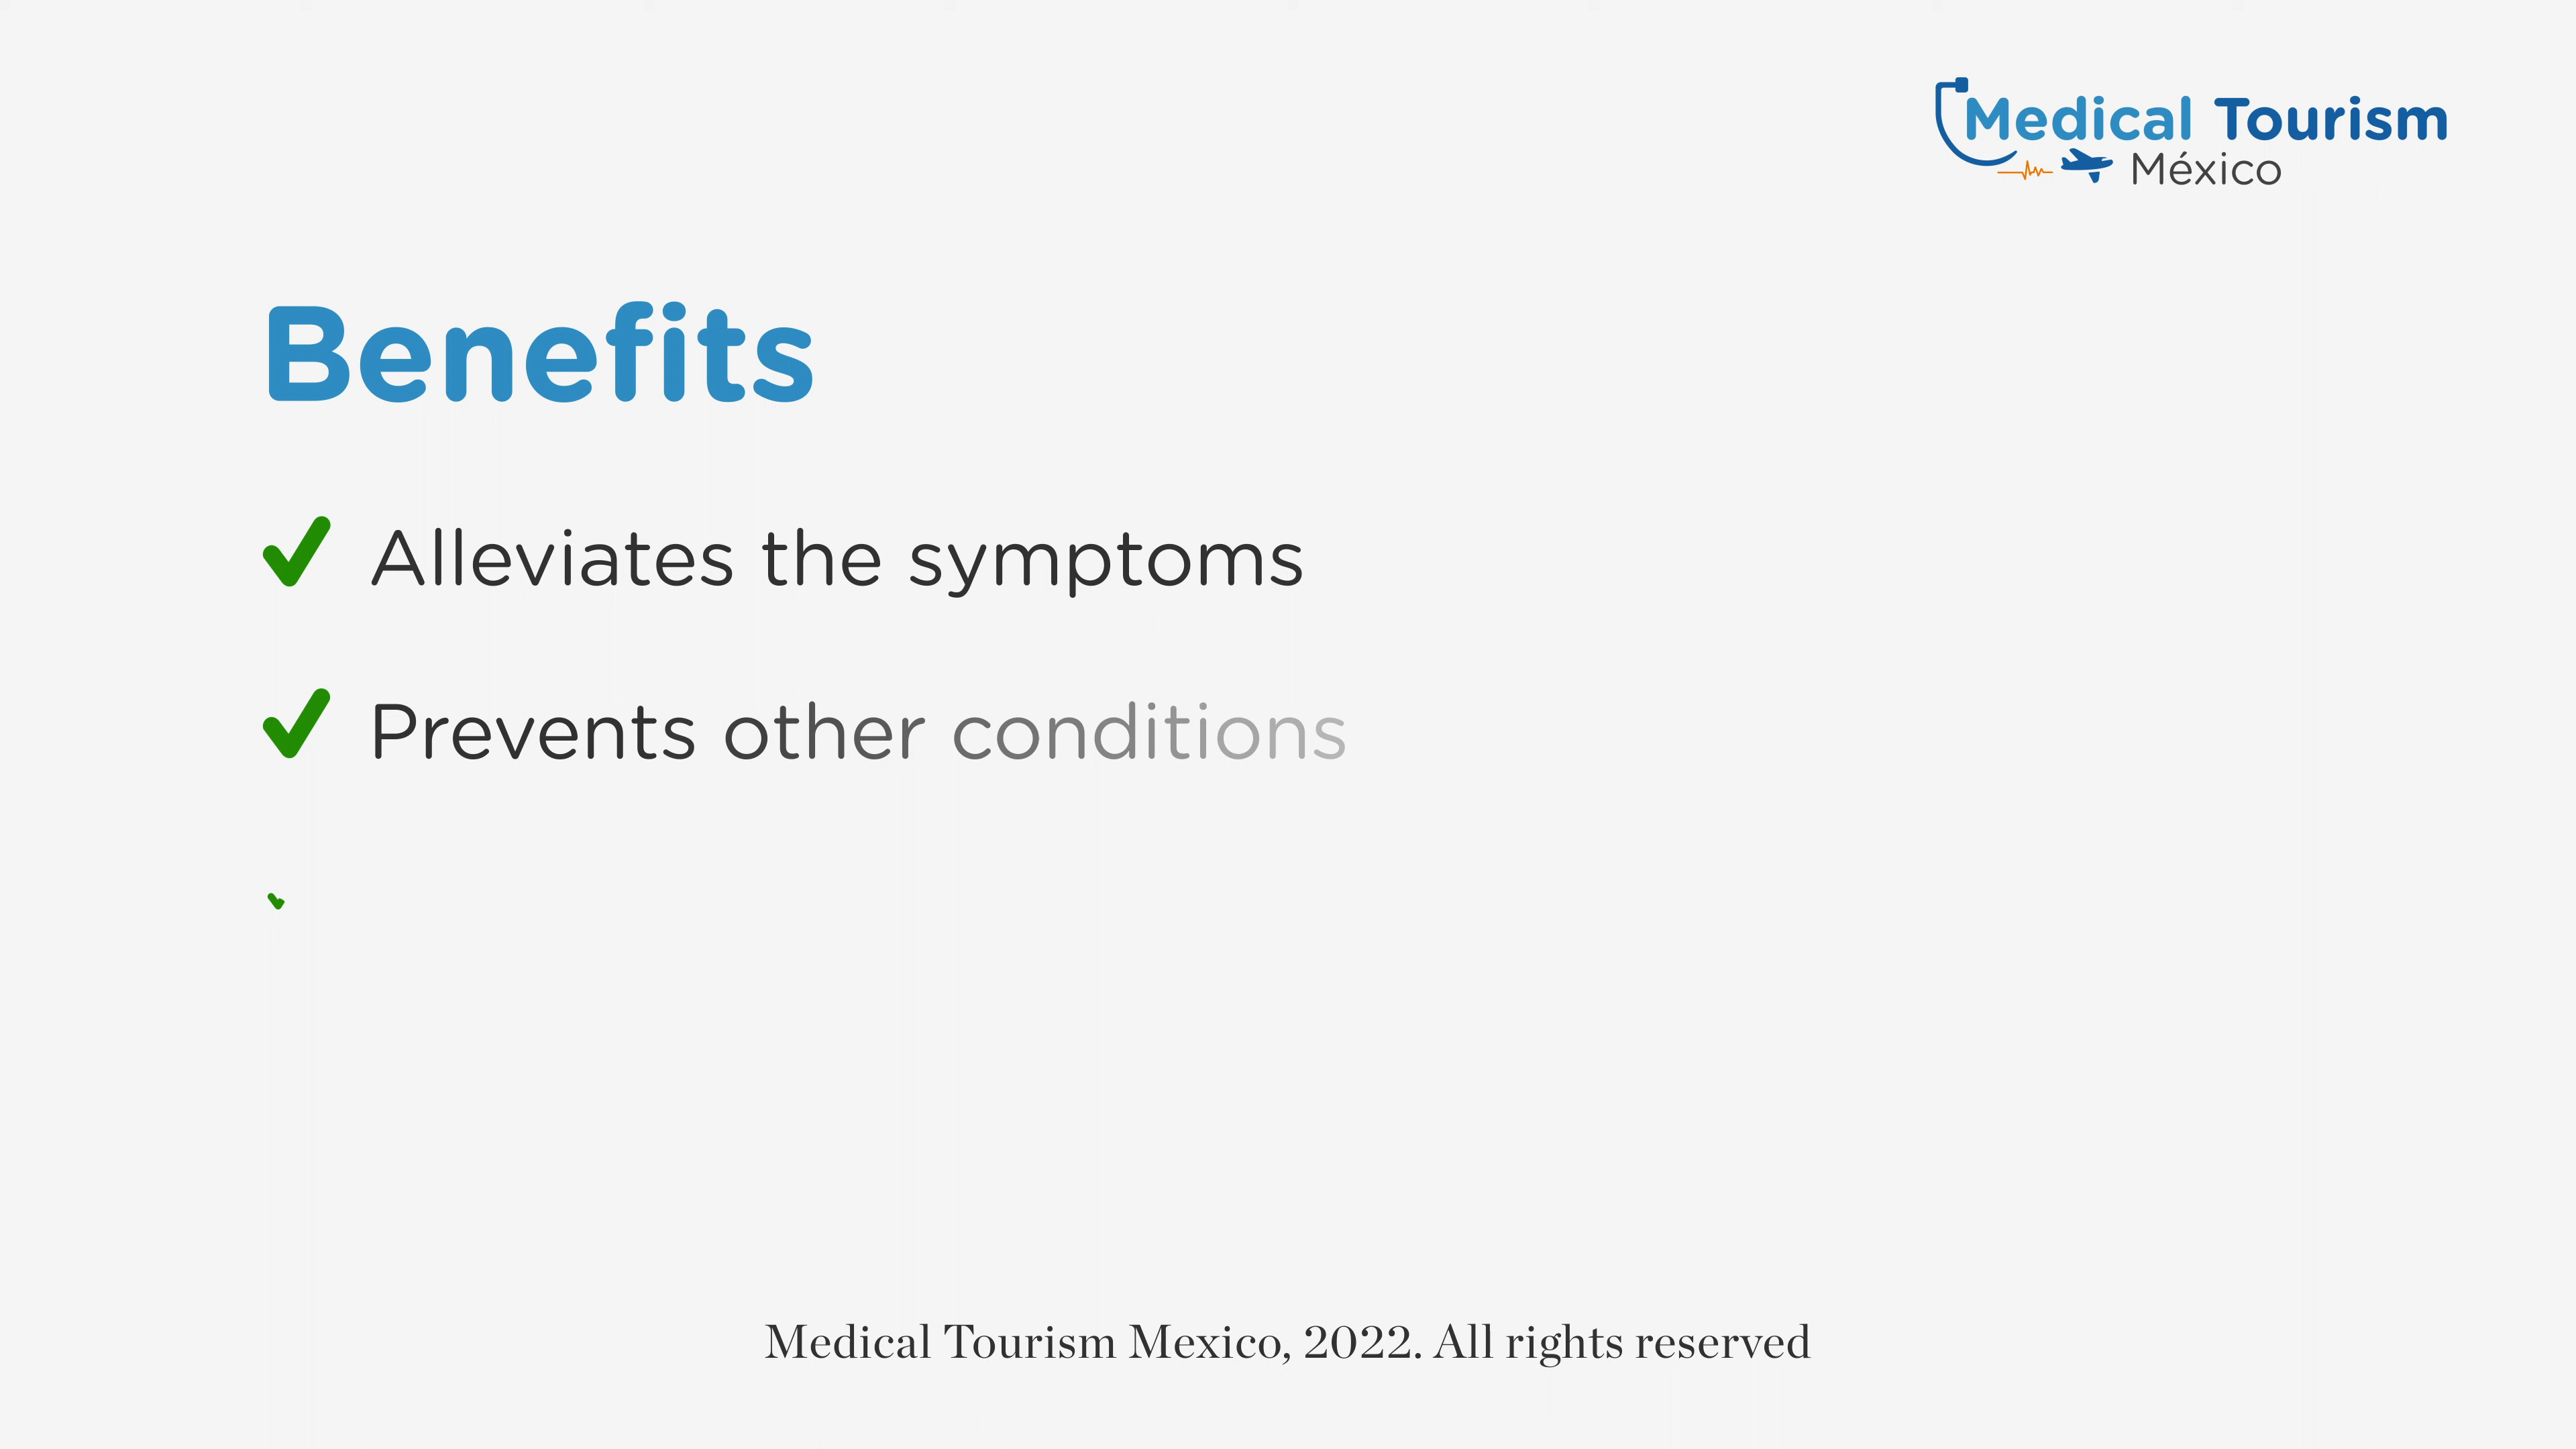 Medical Tourism
México
Benefits
Alleviates the symptoms
Prevents other conditions
Medical Tourism Mexico, 2022. All rights reserved